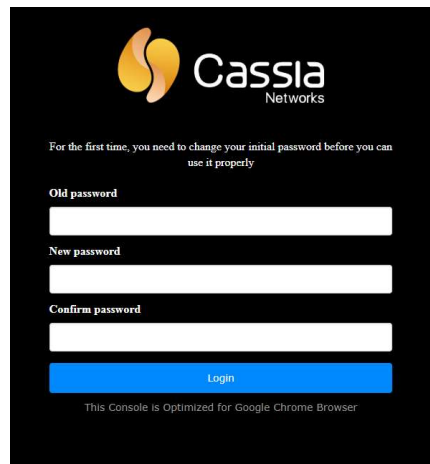 Cassia
Networks
For the first time, you need to change your initial password before you can
use it properly
Old password
New password
Confirm password
Login
This Console is Optimized for Google Chrome Browser